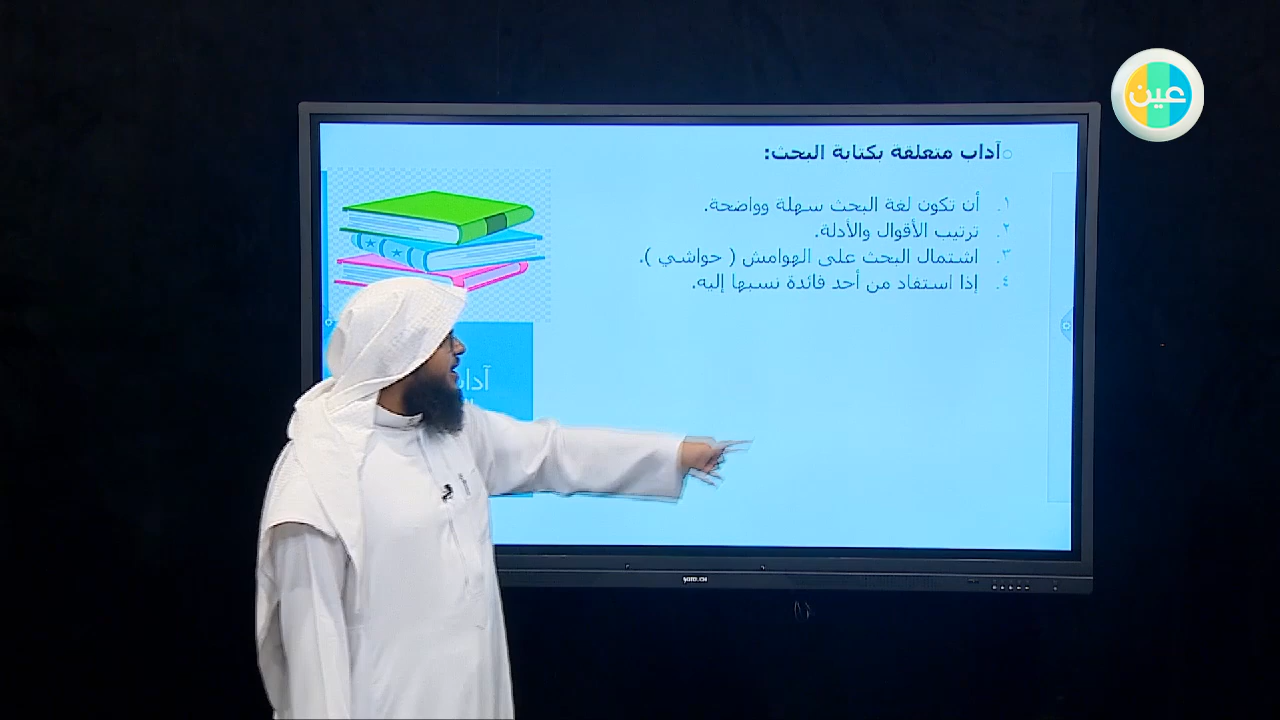 عين
آداب متعلقة بكتابة البحث:
١. أن تكون لغة البحث سهلة وواضحة.
٢. ترتيب الأقوال والأدلة.
٣. اشتمال البحث على الهوامش ( حواشي ).
٤. إذا استفاد من أحد فائدة نسبها إليه.